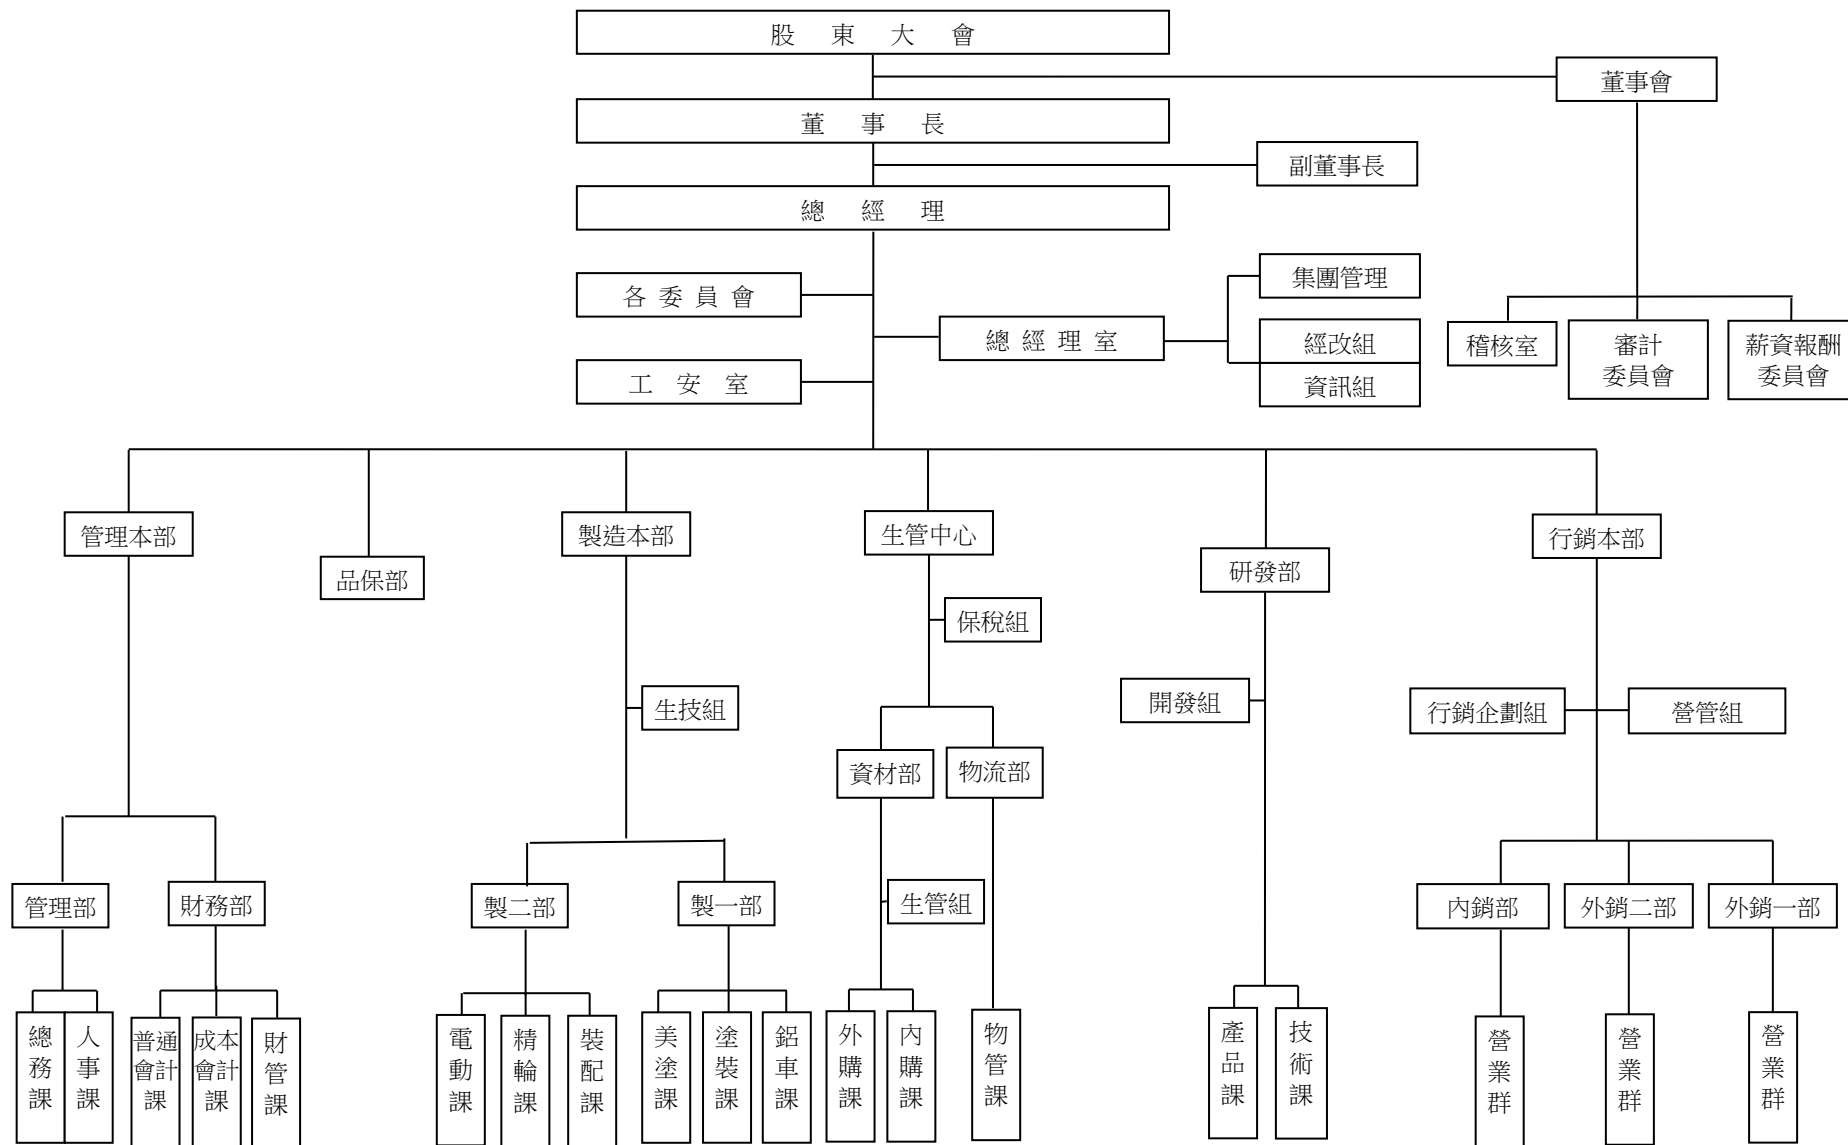 股東大會
董事會
董事長
副董事長
總經理
集團管理
各委員會
總經理室
經改組
稽核室
審計
委員會
薪資報酬
委員會
工安室
資訊組
管理本部
品保部
製造本部
生管中心
研發部
行銷本部
保稅組
生技組
開發組
行銷企劃組
營管組
資材部
物流部
管理部
財務部
製二部
製一部
生管組
內銷部
外銷二部
外銷一部
總務課
人事課
普通
會計
課
成本
會計
課
財管課
電動課
精輪課
裝配課
美塗課
塗裝課
鋁車課
外購課
內購課
物管課
產品課
技術課
營業群
營業群
營業群